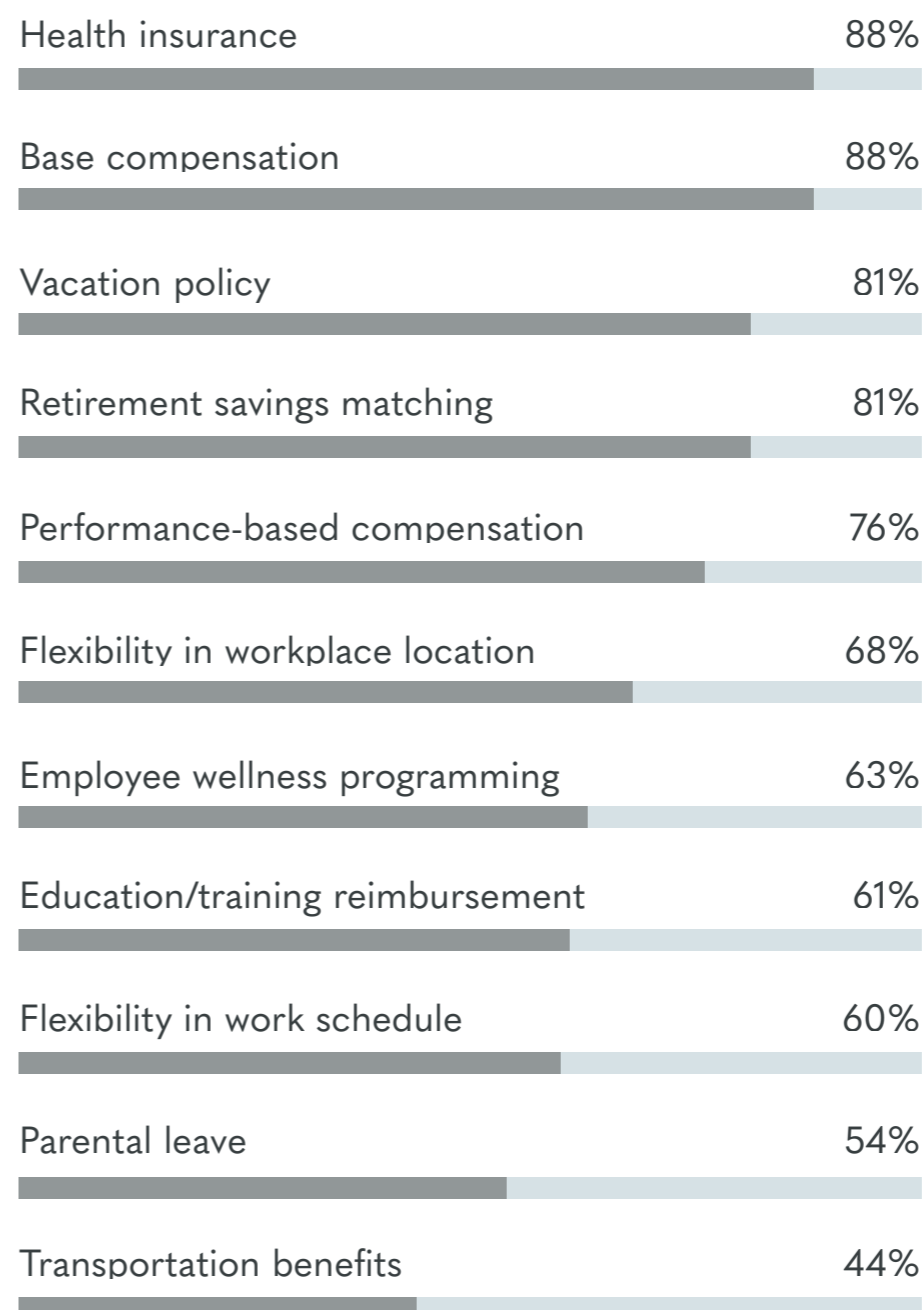 Health insurance 88%
Base compensation 88%
Vacation policy 81%
Retirement savings matching 81%
Performance-based compensation 76%
Flexibility in workplace location 68%
Employee wellness programming 63%
Education/training reimbursement 61%
Flexibility in work schedule 60%
Parental leave 54%
Transportation benefits 44%